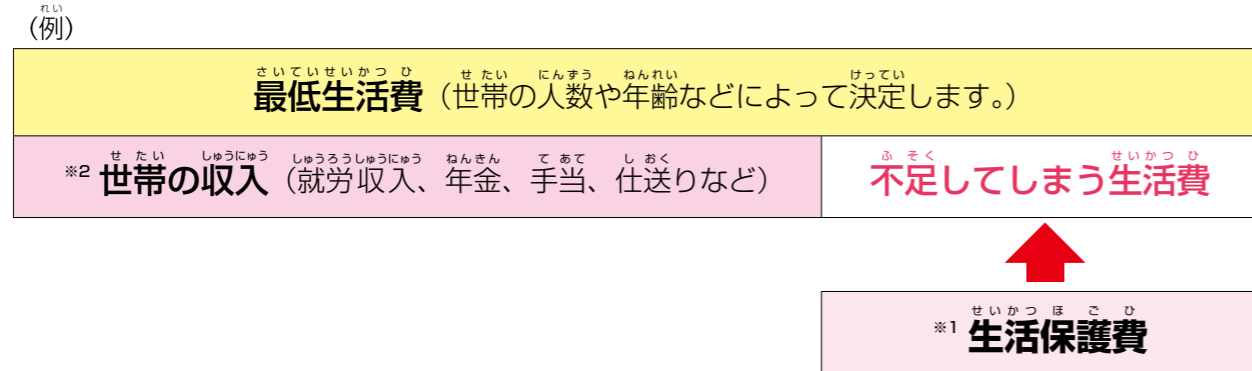 （例）
最低生活費（世帯の人数や年齢などによって決定します。）
※2 世帯の収入（就労収入、年金、手当、仕送りなど） 不足してしまう生活費
※1 生活保護費